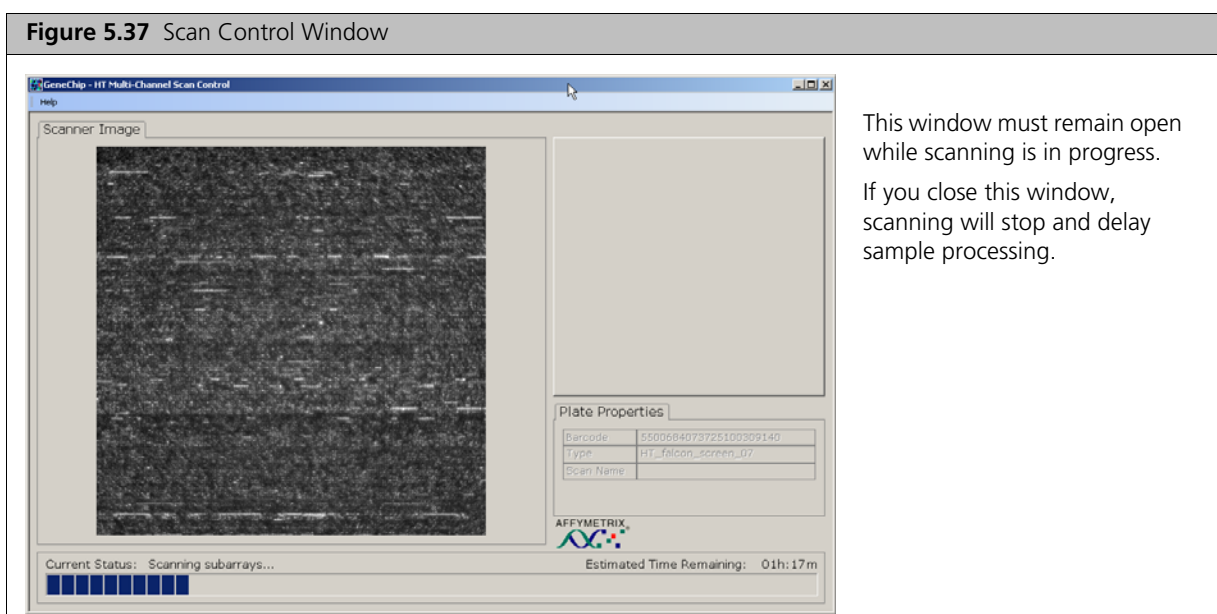 Figure 5.37 Scan Control Window
GeneChip - HT Multi-Channel Scan Control
Help
Scanner Image
This window must remain open
while scanning is in progress.
If you close this window,
scanning will stop and delay
sample processing.
Plate Properties
Barcode 5500684073725100309140
Type HT_falcon_screen_07
Scan Name
AFFYMETRIX®
Current Status: Scanning subarrays...
Estimated Time Remaining: 01h:17m